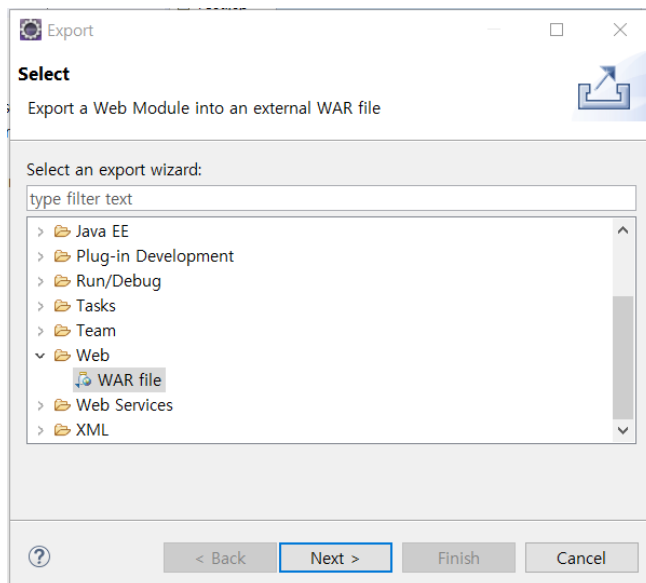 Export
Select
Export a Web Module into an external WAR file
Select an export wizard:
type filter text
Java EE
Plug-in Development
Run/Debug
Tasks
Team
Web
WAR file
Web Services
XML
< Back
Next >
Finish
Cancel